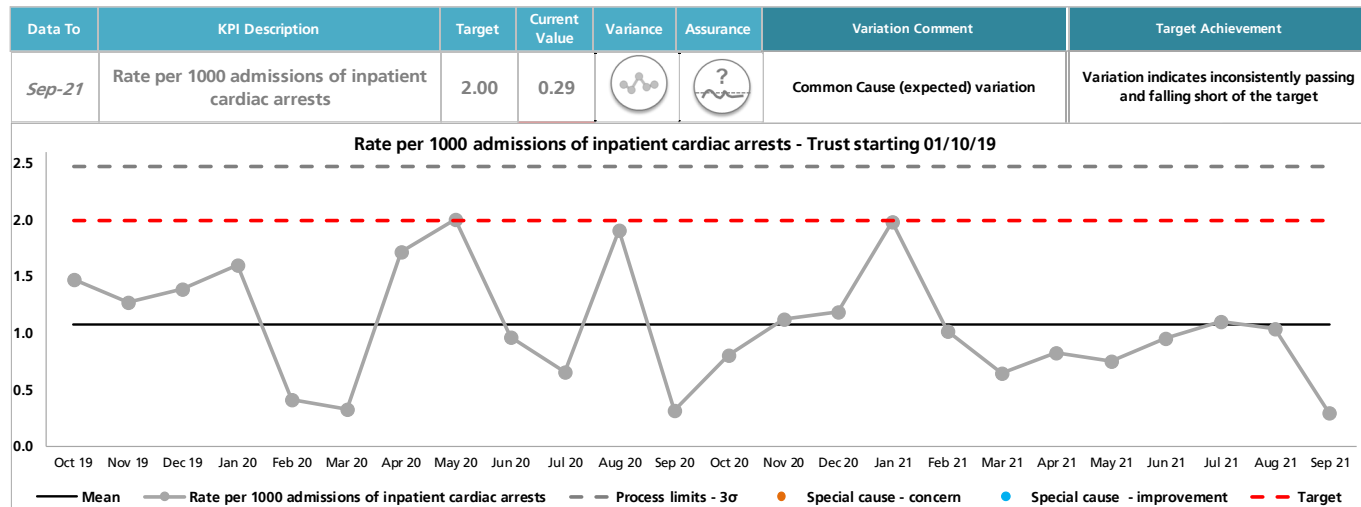 Data To KPI Description Target Current Value Variance Assurance Variation Comment Target Achievement
Sep-21 Rate per 1000 admissions of inpatient cardiac arrests 2.00 0.29 ? Common Cause (expected) variation Variation indicates inconsistently passing and falling short of the target
Rate per 1000 admissions of inpatient cardiac arrests - Trust starting 01/10/19
2.5
2.0
1.5
1.0
0.5
0.0
Oct 19 Nov 19 Dec 19 Jan 20 Feb 20 Mar 20 Apr 20 May 20 Jun 20 Jul 20 Aug 20 Sep 20 Oct 20 Nov 20 Dec 20 Jan 21 Feb 21 Mar 21 Apr 21 May 21 Jun 21 Jul 21 Aug 21 Sep 21
Mean Rate per 1000 admissions of inpatient cardiac arrests Process limits - 3σ Special cause - concern Special cause - improvement Target